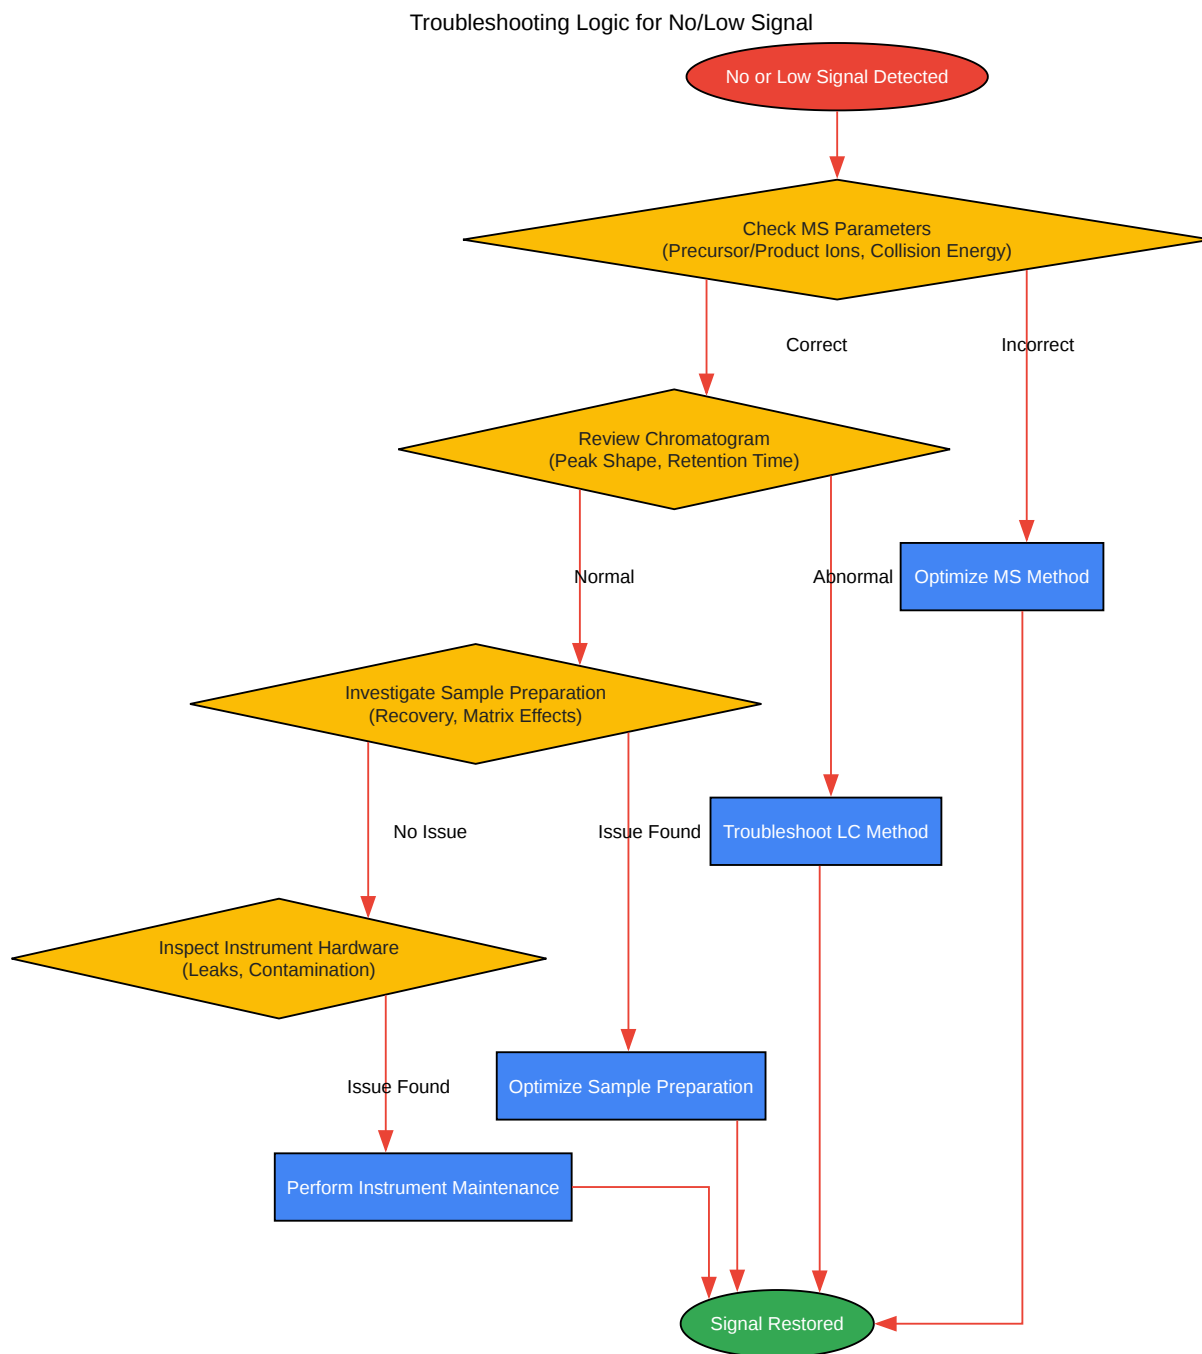 Troubleshooting Logic for No/Low Signal
No or Low Signal Detected
Check MS Parameters
(Precursor/Product Ions, Collision Energy)
Correct
Incorrect
Review Chromatogram
(Peak Shape, Retention Time)
Normal
Abnormal
Optimize MS Method
Investigate Sample Preparation
(Recovery, Matrix Effects)
No Issue
Issue Found
Troubleshoot LC Method
Inspect Instrument Hardware
(Leaks, Contamination)
Issue Found
Optimize Sample Preparation
Perform Instrument Maintenance
Signal Restored